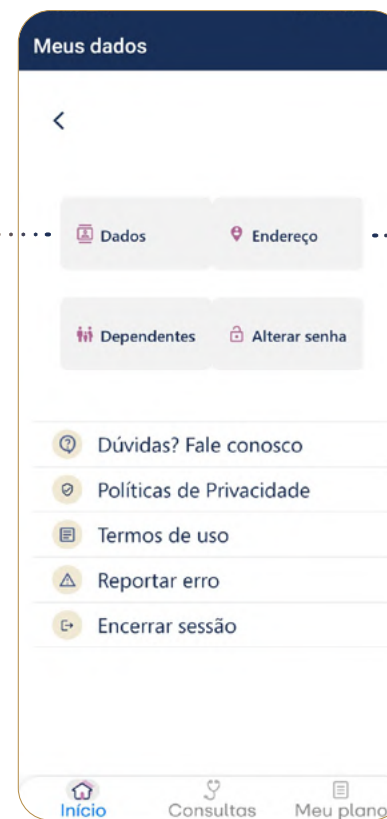 Meus dados
Dados
Endereço
Dependentes
Alterar senha
Dúvidas? Fale conosco
Políticas de Privacidade
Termos de uso
Reportar erro
Encerrar sessão
Início
Consultas
Meu plano